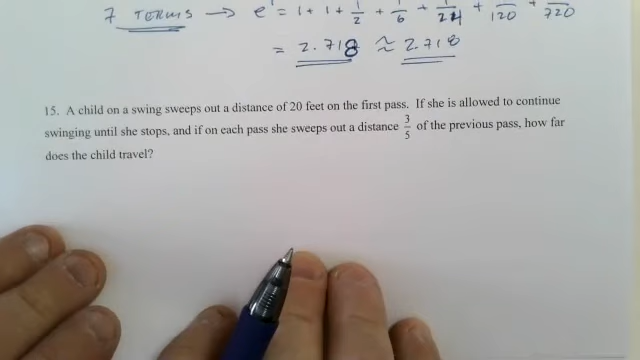 7 TERMS → e¹ = 1 + 1 + 1/2 + 1/6 + 1/24 + 1/120 + 1/720
= 2.718 ≈ 2.718
15. A child on a swing sweeps out a distance of 20 feet on the first pass. If she is allowed to continue
swinging until she stops, and if on each pass she sweeps out a distance 3/5 of the previous pass, how far
does the child travel?